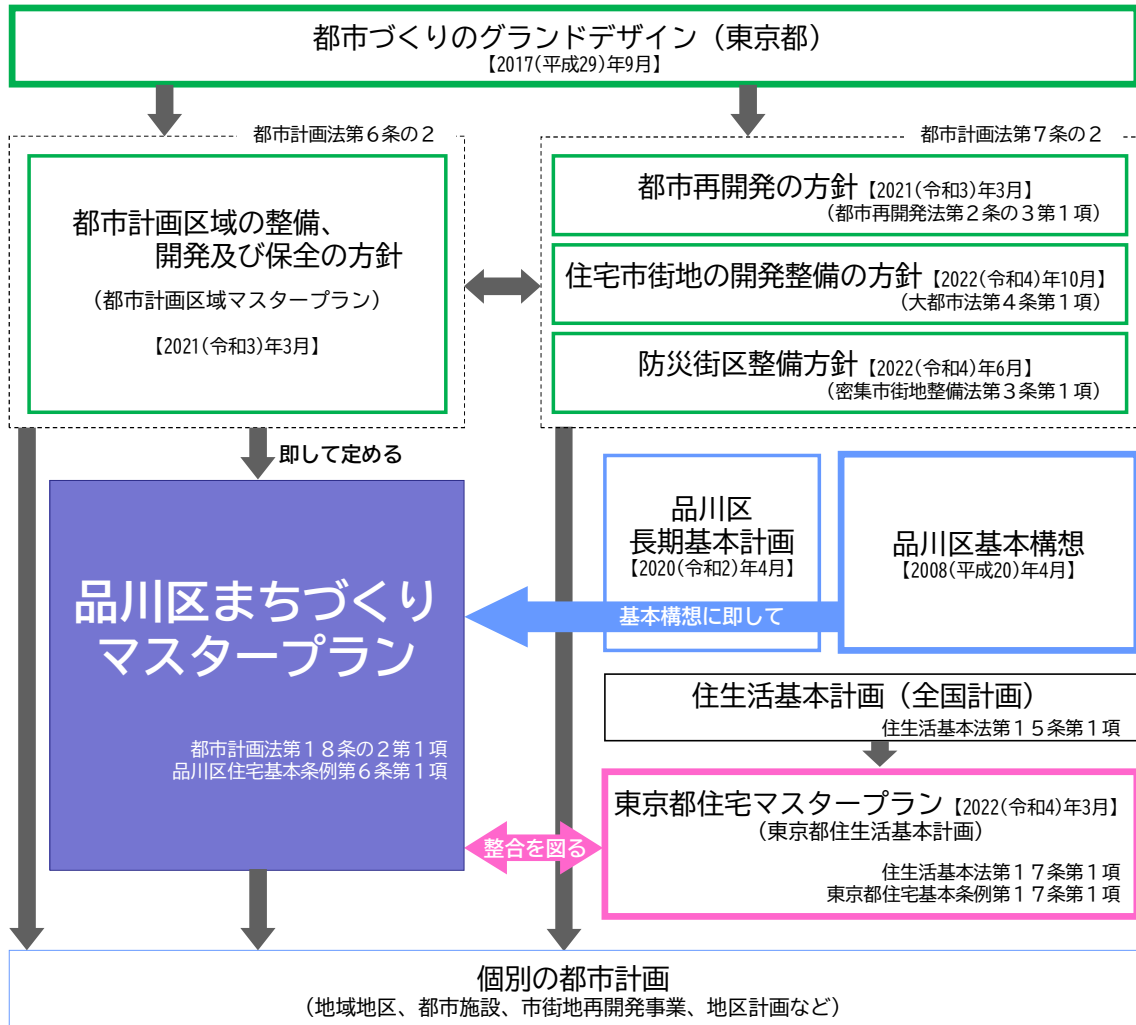 都市づくりのグランドデザイン（東京都）
【2017(平成29)年9月】
都市計画法第６条の２
都市計画区域の整備、
開発及び保全の方針
（都市計画区域マスタープラン）
【2021(令和3)年3月】
都市計画法第７条の２
都市再開発の方針【2021(令和3)年3月】
（都市再開発法第２条の３第１項）
住宅市街地の開発整備の方針【2022(令和4)年10月】
（大都市法第４条第１項）
防災街区整備方針【2022(令和4)年6月】
（密集市街地整備法第３条第１項）
即して定める
品川区まちづくり
マスタープラン
都市計画法第１８条の２第１項
品川区住宅基本条例第６条第１項
品川区
長期基本計画
【2020(令和2)年4月】
品川区基本構想
【2008(平成20)年4月】
基本構想に即して
住生活基本計画（全国計画）
住生活基本法第１５条第１項
東京都住宅マスタープラン【2022(令和4)年3月】
（東京都住生活基本計画）
住生活基本法第１７条第１項
東京都住宅基本条例第１７条第１項
整合を図る
個別の都市計画
（地域地区、都市施設、市街地再開発事業、地区計画など）